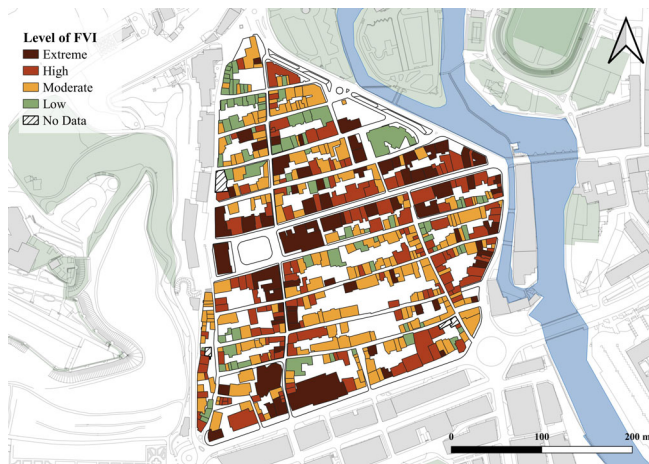 Level of FVI
Extreme
High
Moderate
Low
No Data
0 100 200 m